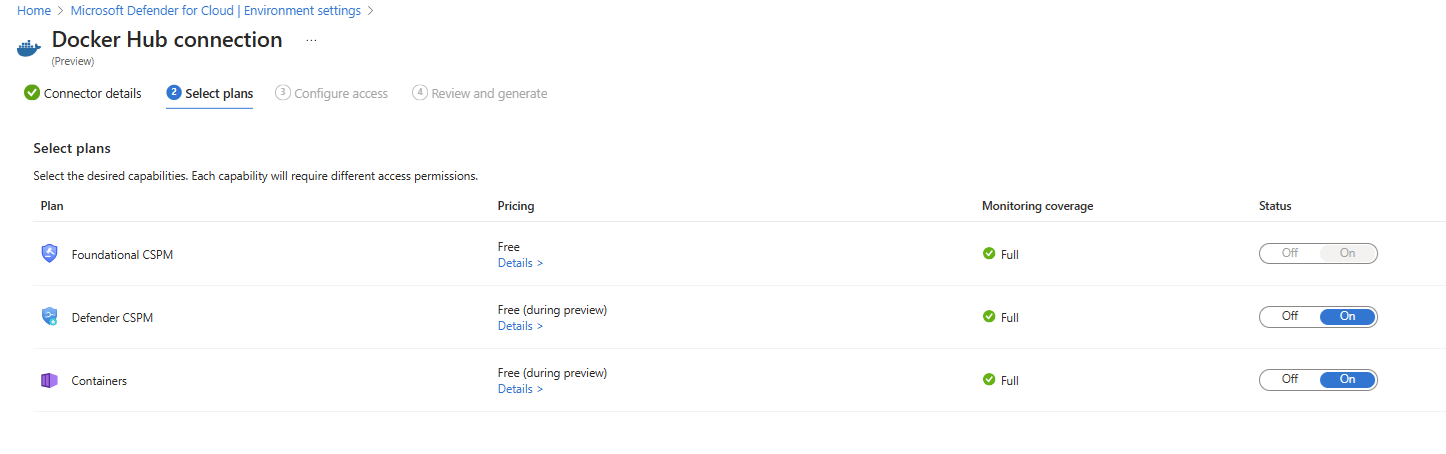 Home > Microsoft Defender for Cloud | Environment settings >
Docker Hub connection ...
(Preview)
Connector details 2 Select plans 3 Configure access 4 Review and generate
Select plans
Select the desired capabilities. Each capability will require different access permissions.
Plan Pricing Monitoring coverage Status
Foundational CSPM Free Full Off On
Details >
Defender CSPM Free (during preview) Full Off On
Details >
Containers Free (during preview) Full Off On
Details >